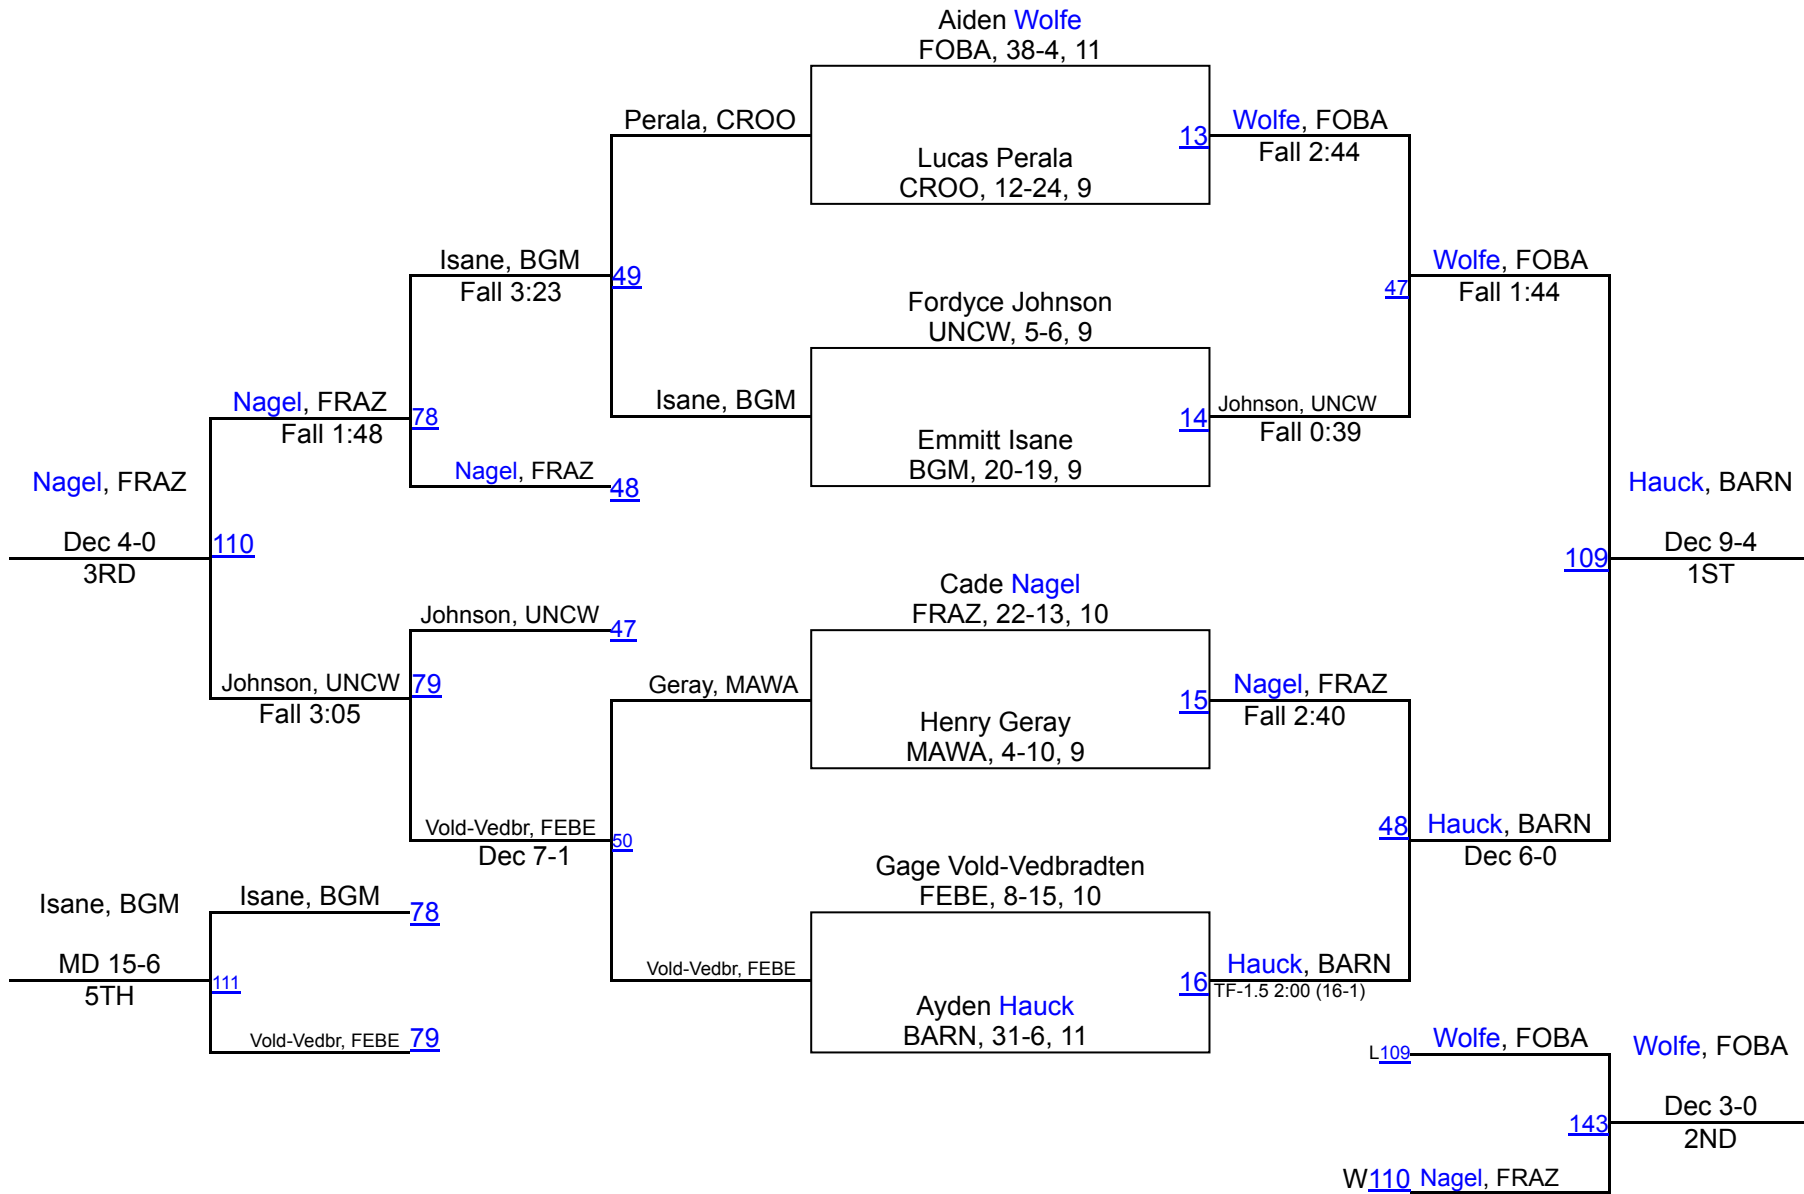 Aiden Wolfe
FOBA, 38-4, 11
Perala, CROO
13
Wolfe, FOBA
Fall 2:44
Lucas Perala
CROO, 12-24, 9
Isane, BGM
Fall 3:23
49
Wolfe, FOBA
Fall 1:44
47
Fordyce Johnson
UNCW, 5-6, 9
Nagel, FRAZ
Fall 1:48
78
Isane, BGM
14
Johnson, UNCW
Fall 0:39
Emmitt Isane
BGM, 20-19, 9
Nagel, FRAZ
48
Nagel, FRAZ
Dec 4-0
3RD
110
Hauck, BARN
Dec 9-4
1ST
109
Cade Nagel
FRAZ, 22-13, 10
Johnson, UNCW
47
Johnson, UNCW
Fall 3:05
79
Geray, MAWA
15
Nagel, FRAZ
Fall 2:40
Henry Geray
MAWA, 4-10, 9
Vold-Vedbr, FEBE
Dec 7-1
50
48
Hauck, BARN
Dec 6-0
Gage Vold-Vedbradten
FEBE, 8-15, 10
Isane, BGM
MD 15-6
5TH
Isane, BGM
78
111
Vold-Vedbr, FEBE
79
Vold-Vedbr, FEBE
16
Hauck, BARN
TF-1.5 2:00 (16-1)
Ayden Hauck
BARN, 31-6, 11
L109
Wolfe, FOBA
Wolfe, FOBA
Dec 3-0
2ND
143
W110
Nagel, FRAZ